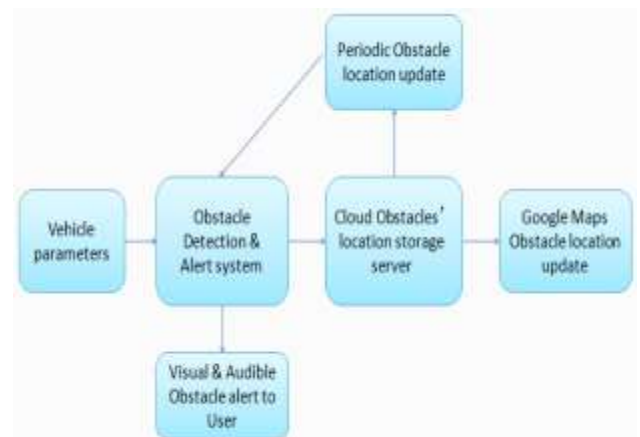 Periodic Obstacle
location update
Vehicle
parameters
Obstacle
Detection &
Alert system
Cloud Obstacles'
location storage
server
Google Maps
Obstacle location
update
Visual & Audible
Obstacle alert to
User